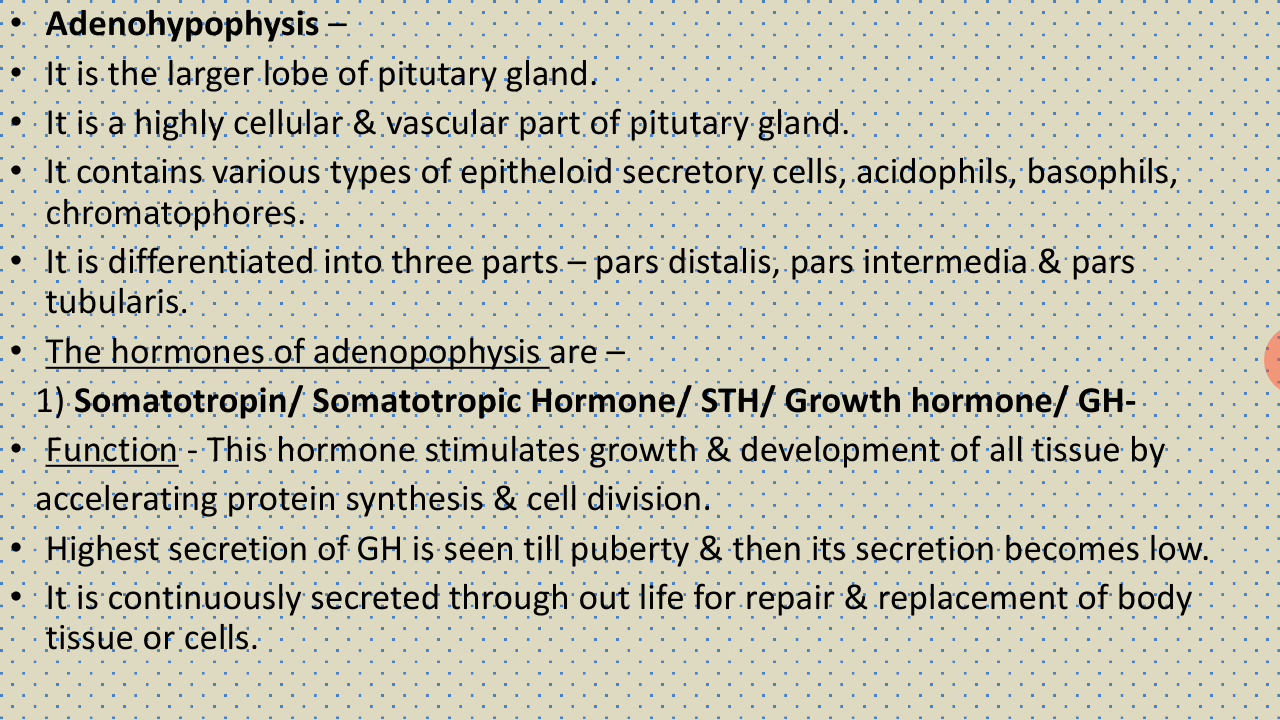 • Adenohypophysis –
• It is the larger lobe of pitutary gland.
• It is a highly cellular & vascular part of pitutary gland.
• It contains various types of epitheloid secretory cells, acidophils, basophils,
chromatophores.
• It is differentiated into three parts – pars distalis, pars intermedia & pars
tubularis.
• The hormones of adenopophysis are –
1) Somatotropin/ Somatotropic Hormone/ STH/ Growth hormone/ GH-
• Function - This hormone stimulates growth & development of all tissue by
accelerating protein synthesis & cell division.
• Highest secretion of GH is seen till puberty & then its secretion becomes low.
• It is continuously secreted through out life for repair & replacement of body
tissue or cells.